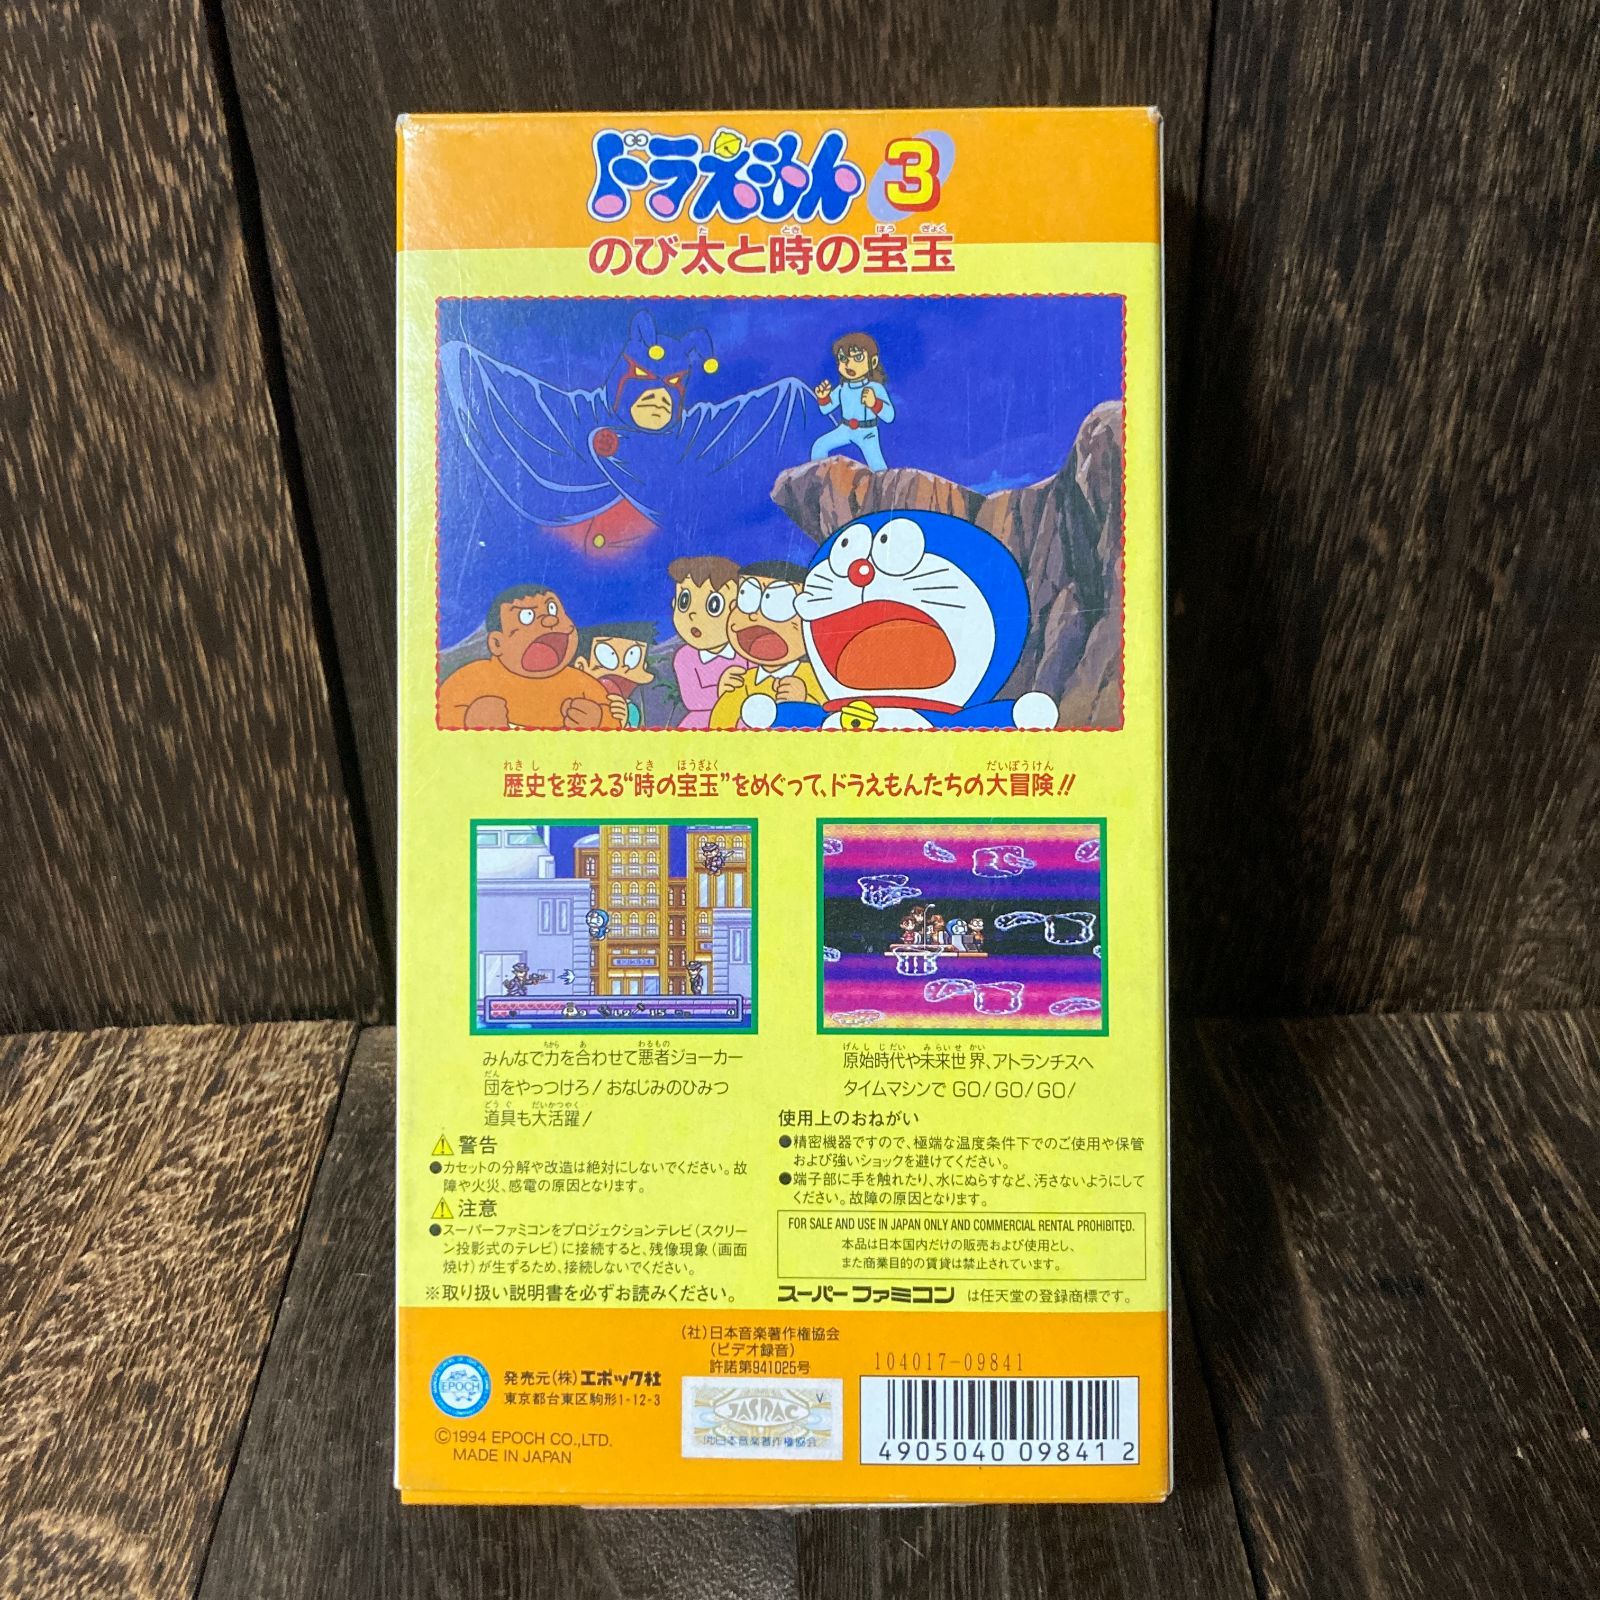 ドラえもん3
のび太と時の宝玉
歴史を変える“時の宝玉”をめぐって、ドラえもんたちの大冒険!!
みんなで力を合わせて悪者ジョーカー
団をやっつけろ! おなじみのひみつ
道具も大活躍!
原始時代や未来世界、アトランチスへ
タイムマシンで GO! GO! GO!
⚠警告
●カセットの分解や改造は絶対にしないでください。故
障や火災、感電の原因となります。
⚠注意
●スーパーファミコンをプロジェクションテレビ(スクリー
ン投影式のテレビ)に接続すると、残像現象(画面
焼け)が生ずるため、接続しないでください。
※取り扱い説明書を必ずお読みください。
使用上のおねがい
●精密機器ですので、極端な温度条件下でのご使用や保管
および強いショックを避けてください。
●端子部に手を触れたり、水にぬらすなど、汚さないようにして
ください。故障の原因となります。
FOR SALE AND USE IN JAPAN ONLY AND COMMERCIAL RENTAL PROHIBITED.
本品は日本国内だけの販売および使用とし、
また商業目的の賃貸は禁止されています。
スーパーファミコン は任天堂の登録商標です。
EPOCH
発売元(株)エポック社
東京都台東区駒形1-12-3
©1994 EPOCH CO.,LTD.
MADE IN JAPAN
(社)日本音楽著作権協会
(ビデオ録音)
許諾第941025号
V
JASRAC
(社)日本音楽著作権協会
104017-09841
4905040 009841 2